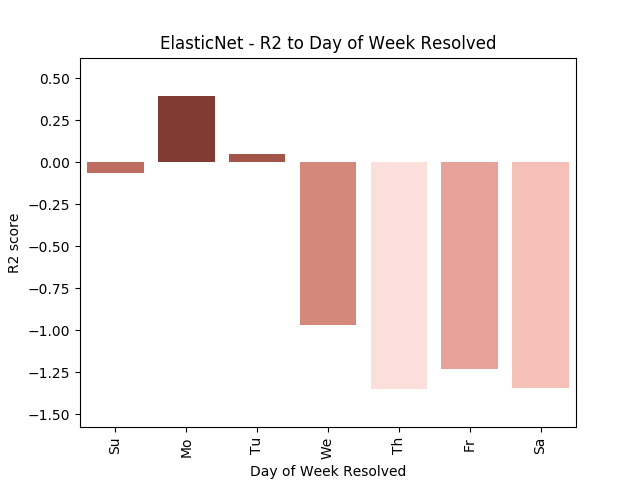 ElasticNet - R2 to Day of Week Resolved
0.50
0.25
0.00
−0.25
−0.50
−0.75
−1.00
−1.25
−1.50
R2 score
Su
Mo
Tu
We
Th
Fr
Sa
Day of Week Resolved